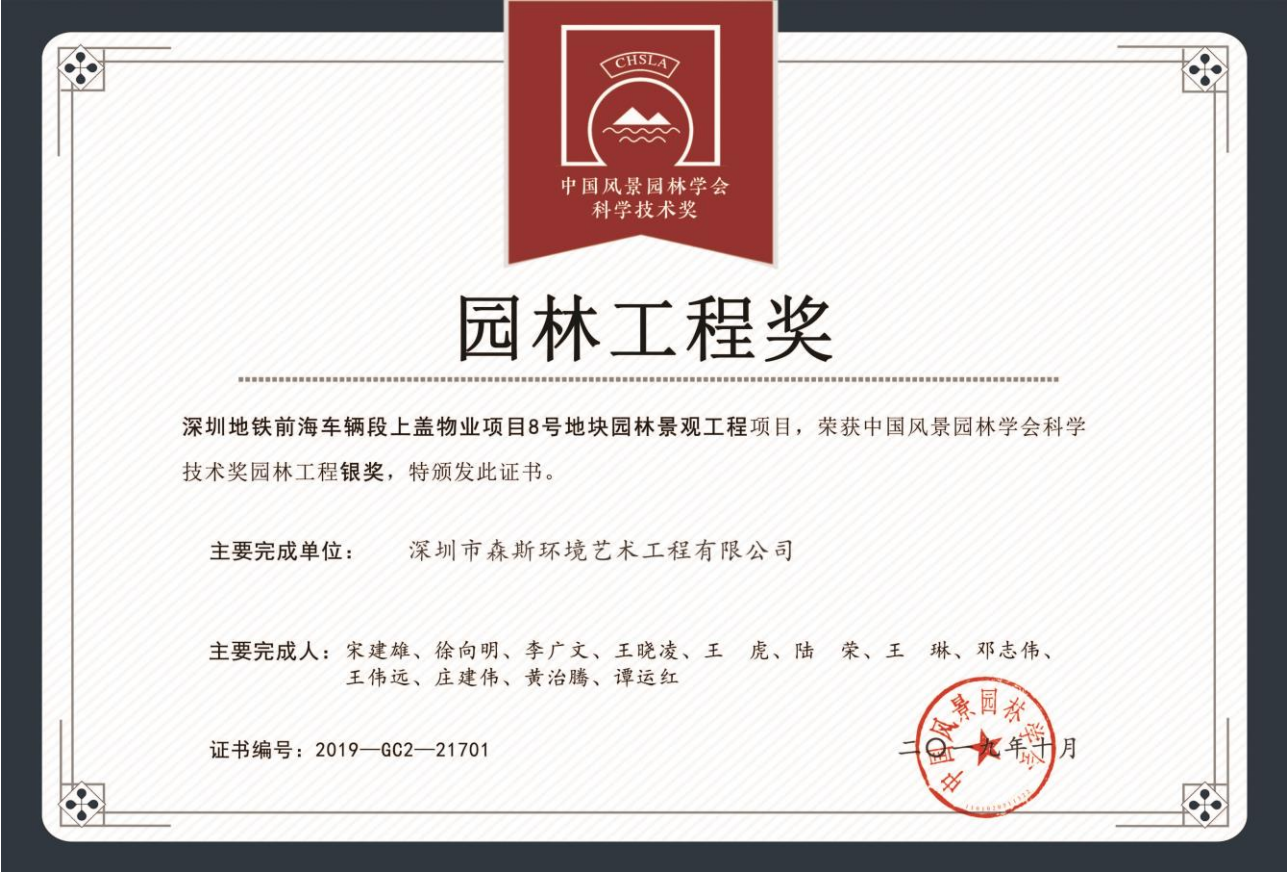 CHSLA
中国风景园林学会
科学技术奖
园林工程奖
深圳地铁前海车辆段上盖物业项目8号地块园林景观工程项目，荣获中国风景园林学会科学
技术奖园林工程银奖，特颁发此证书。
主要完成单位： 深圳市森斯环境艺术工程有限公司
主要完成人：宋建雄、徐向明、李广文、王晓凌、王　虎、陆　荣、王　琳、邓志伟、
王伟远、庄建伟、黄治腾、谭运红
证书编号：2019—GC2—21701
二〇一九年十月
中国风景园林学会